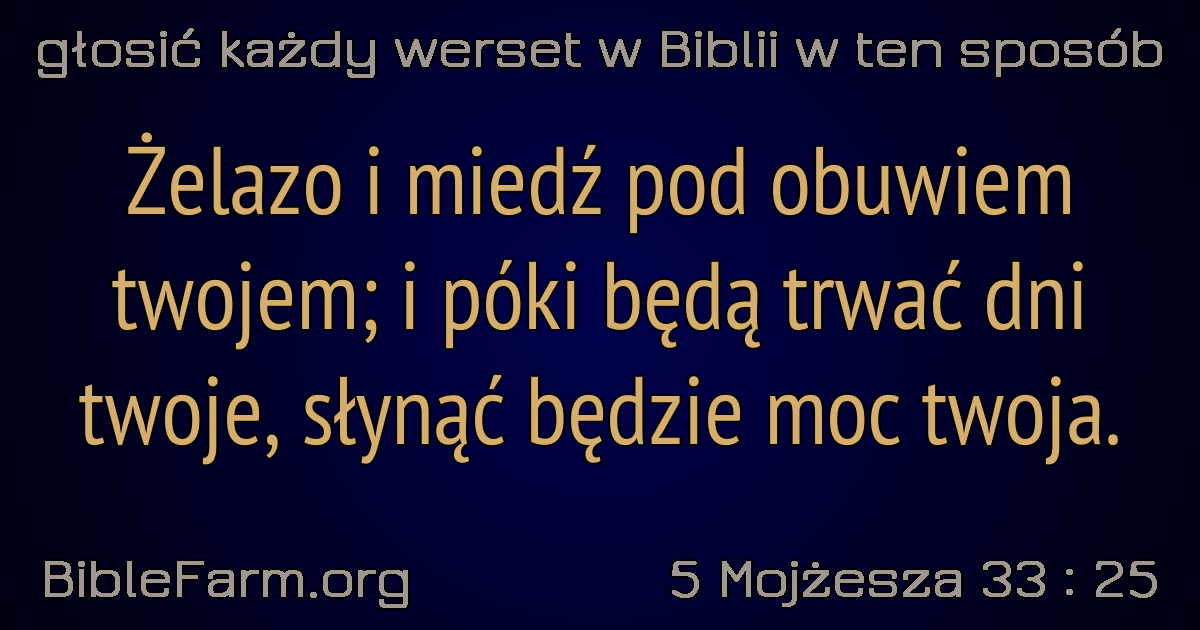 głosić każdy werset w Biblii w ten sposób
Żelazo i miedź pod obuwiem
twojem; i póki będą trwać dni
twoje, słynąć będzie moc twoja.
BibleFarm.org
5 Mojżesza 33 : 25